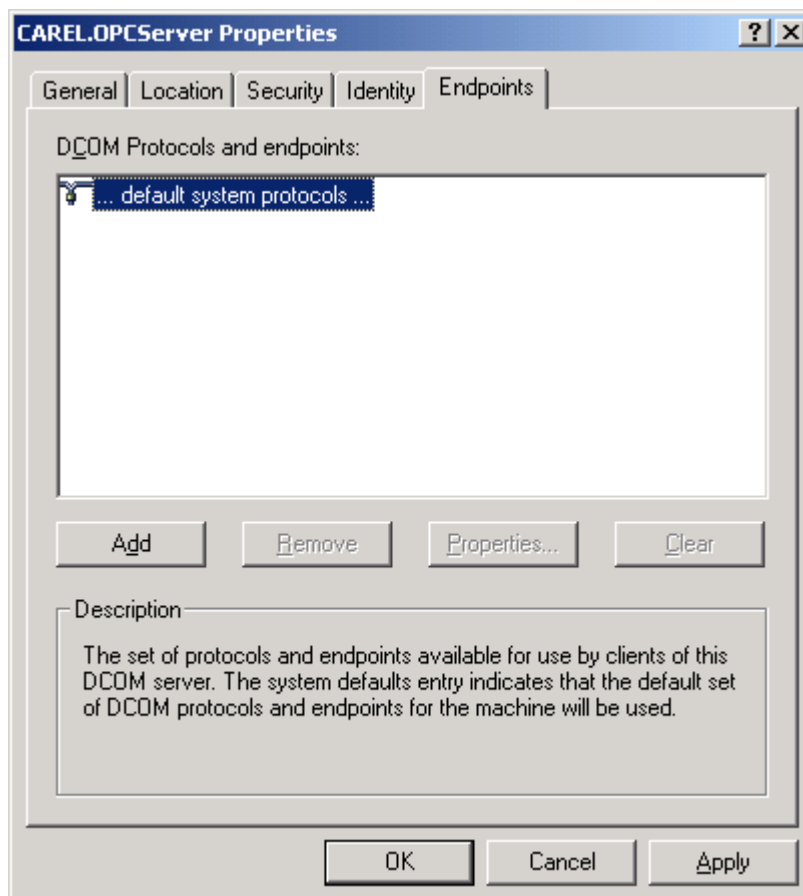 CAREL.OPCServer Properties
General Location Security Identity Endpoints
DCOM Protocols and endpoints:
... default system protocols ...
Add Remove Properties... Clear
Description
The set of protocols and endpoints available for use by clients of this
DCOM server. The system defaults entry indicates that the default set
of DCOM protocols and endpoints for the machine will be used.
OK Cancel Apply